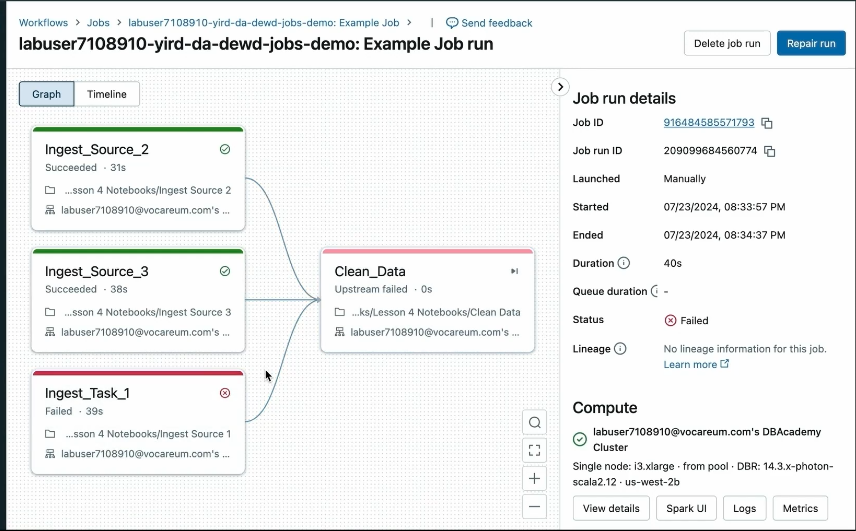 Workflows > Jobs > labuser7108910-yird-da-dewd-jobs-demo: Example Job > | Send feedback
labuser7108910-yird-da-dewd-jobs-demo: Example Job run
Delete job run
Repair run
Graph
Timeline
Ingest_Source_2
Succeeded · 31s
...sson 4 Notebooks/Ingest Source 2
labuser7108910@vocareum's ...
Ingest_Source_3
Succeeded · 38s
...sson 4 Notebooks/Ingest Source 3
labuser7108910@vocareum's ...
Ingest_Task_1
Failed · 39s
...sson 4 Notebooks/Ingest Source 1
labuser7108910@vocareum's ...
Clean_Data
Upstream failed · 0s
...ks/Lesson 4 Notebooks/Clean Data
labuser7108910@vocareum's ...
Job run details
Job ID 916484585571793
Job run ID 209099684560774
Launched Manually
Started 07/23/2024, 08:33:57 PM
Ended 07/23/2024, 08:34:37 PM
Duration 40s
Queue duration -
Status Failed
Lineage No lineage information for this job.
Learn more
Compute
labuser7108910@vocareum's DBAcademy
Cluster
Single node: i3.xlarge · from pool · DBR: 14.3.x-photon-
scala2.12 · us-west-2b
View details
Spark UI
Logs
Metrics